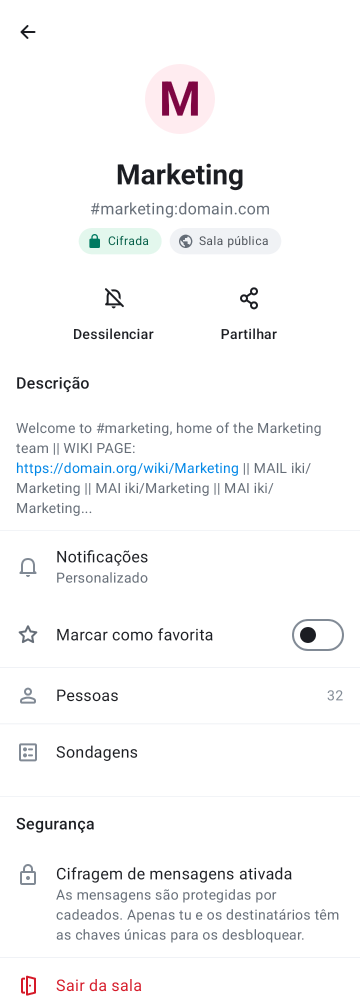 M
Marketing
#marketing:domain.com
Cifrada
Sala pública
Dessilenciar
Partilhar
Descrição
Welcome to #marketing, home of the Marketing
team || WIKI PAGE:
https://domain.org/wiki/Marketing || MAIL iki/
Marketing || MAI iki/Marketing || MAI iki/
Marketing...
Notificações
Personalizado
Marcar como favorita
Pessoas 32
Sondagens
Segurança
Cifragem de mensagens ativada
As mensagens são protegidas por
cadeados. Apenas tu e os destinatários têm
as chaves únicas para os desbloquear.
Sair da sala